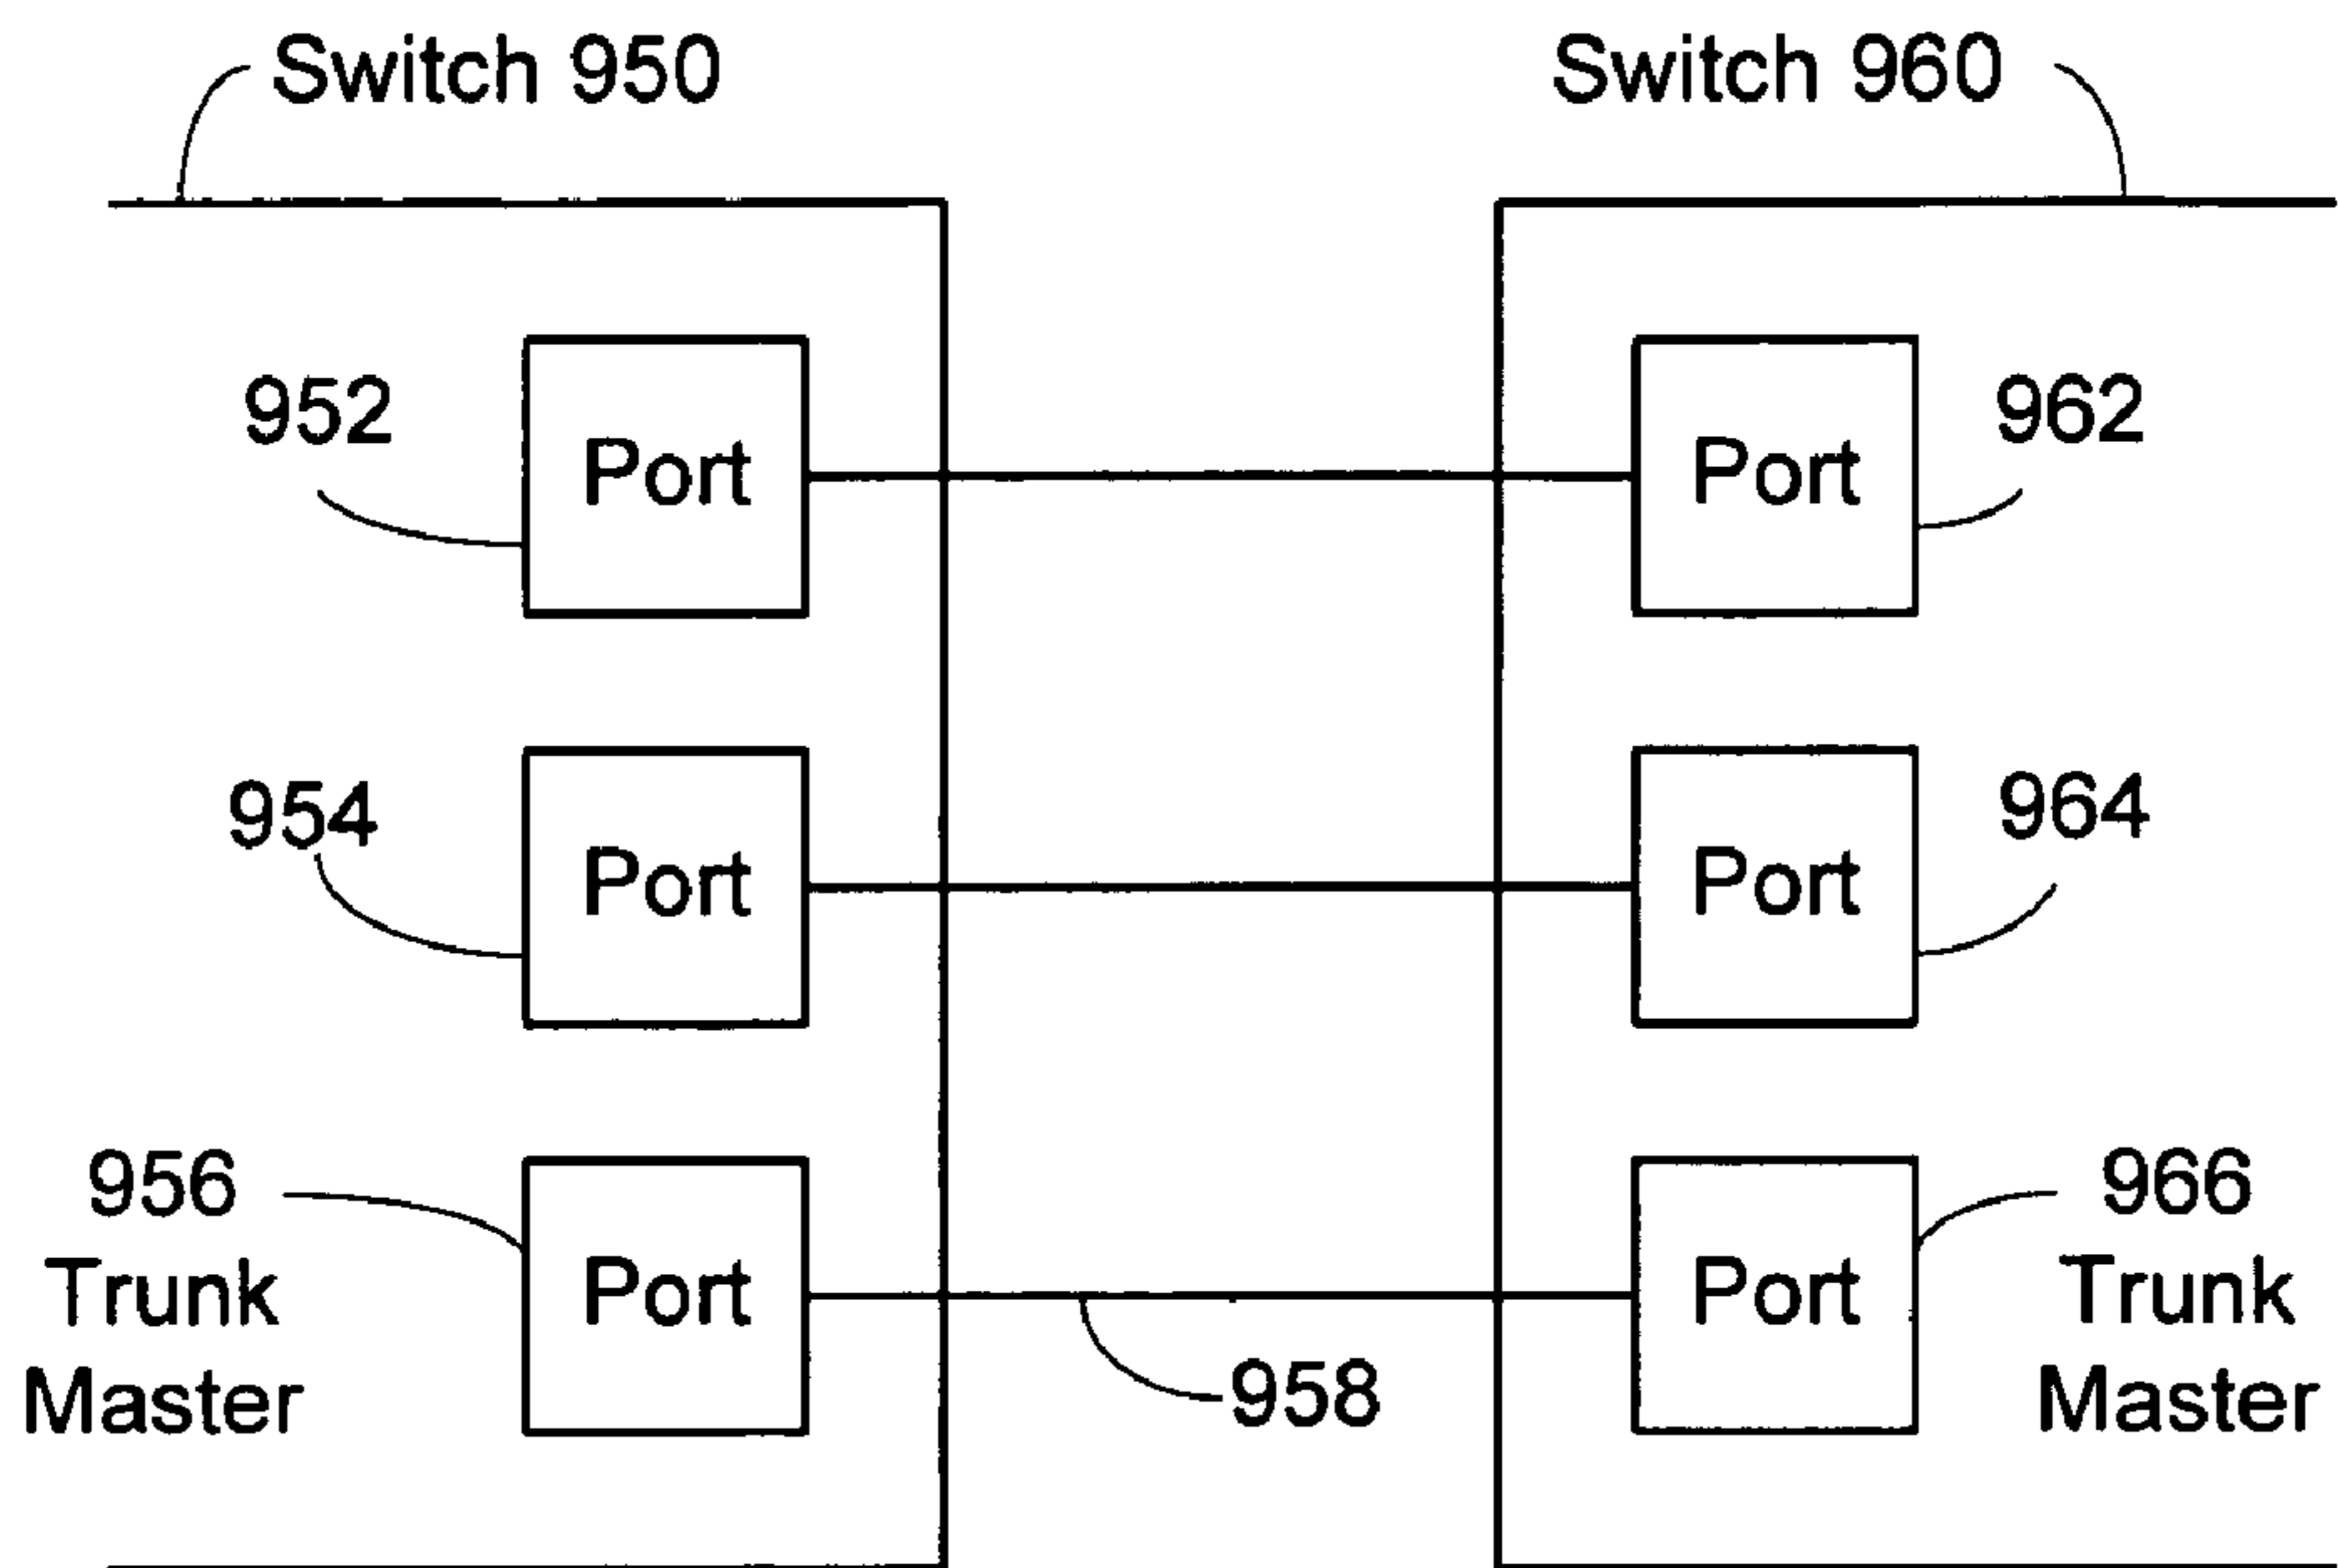 Switch 950
Switch 960
952
Port
Port
962
954
Port
Port
964
956
Trunk
Master
Port
958
Port
966
Trunk
Master